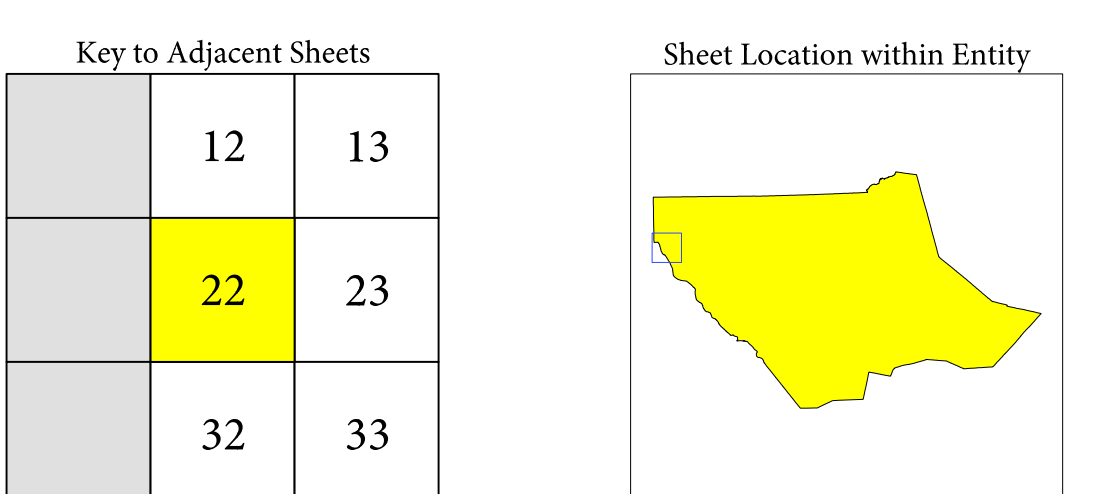 Key to Adjacent Sheets
12 13
22 23
32 33
Sheet Location within Entity